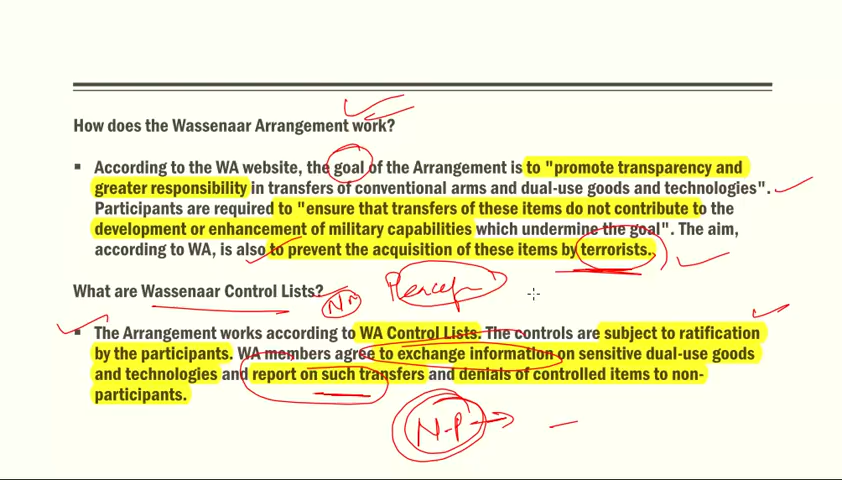 How does the Wassenaar Arrangement work?
▪ According to the WA website, the goal of the Arrangement is to "promote transparency and
greater responsibility in transfers of conventional arms and dual-use goods and technologies".
Participants are required to "ensure that transfers of these items do not contribute to the
development or enhancement of military capabilities which undermine the goal". The aim,
according to WA, is also to prevent the acquisition of these items by terrorists.
What are Wassenaar Control Lists?
▪ The Arrangement works according to WA Control Lists. The controls are subject to ratification
by the participants. WA members agree to exchange information on sensitive dual-use goods
and technologies and report on such transfers and denials of controlled items to non-
participants.
N-P